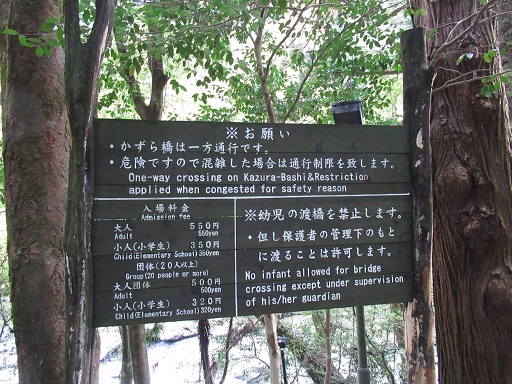 ※お願い
・かずら橋は一方通行です。
・危険ですので混雑した場合は通行制限を致します。
One-way crossing on Kazura-Bashi&Restriction
applied when congested for safety reason
入場料金
Admission fee
大人 550円
Adult 550yen
小人(小学生) 350円
Child(Elementary School)350yen
団体(20人以上)
Group(20 people or more)
大人団体 500円
Adult 500yen
小人(小学生) 320円
Child(Elementary School)320yen
※幼児の渡橋を禁止します。
・但し保護者の管理下のもと
に渡ることは許可します。
No infant allowed for bridge
crossing except under supervision
of his/her guardian